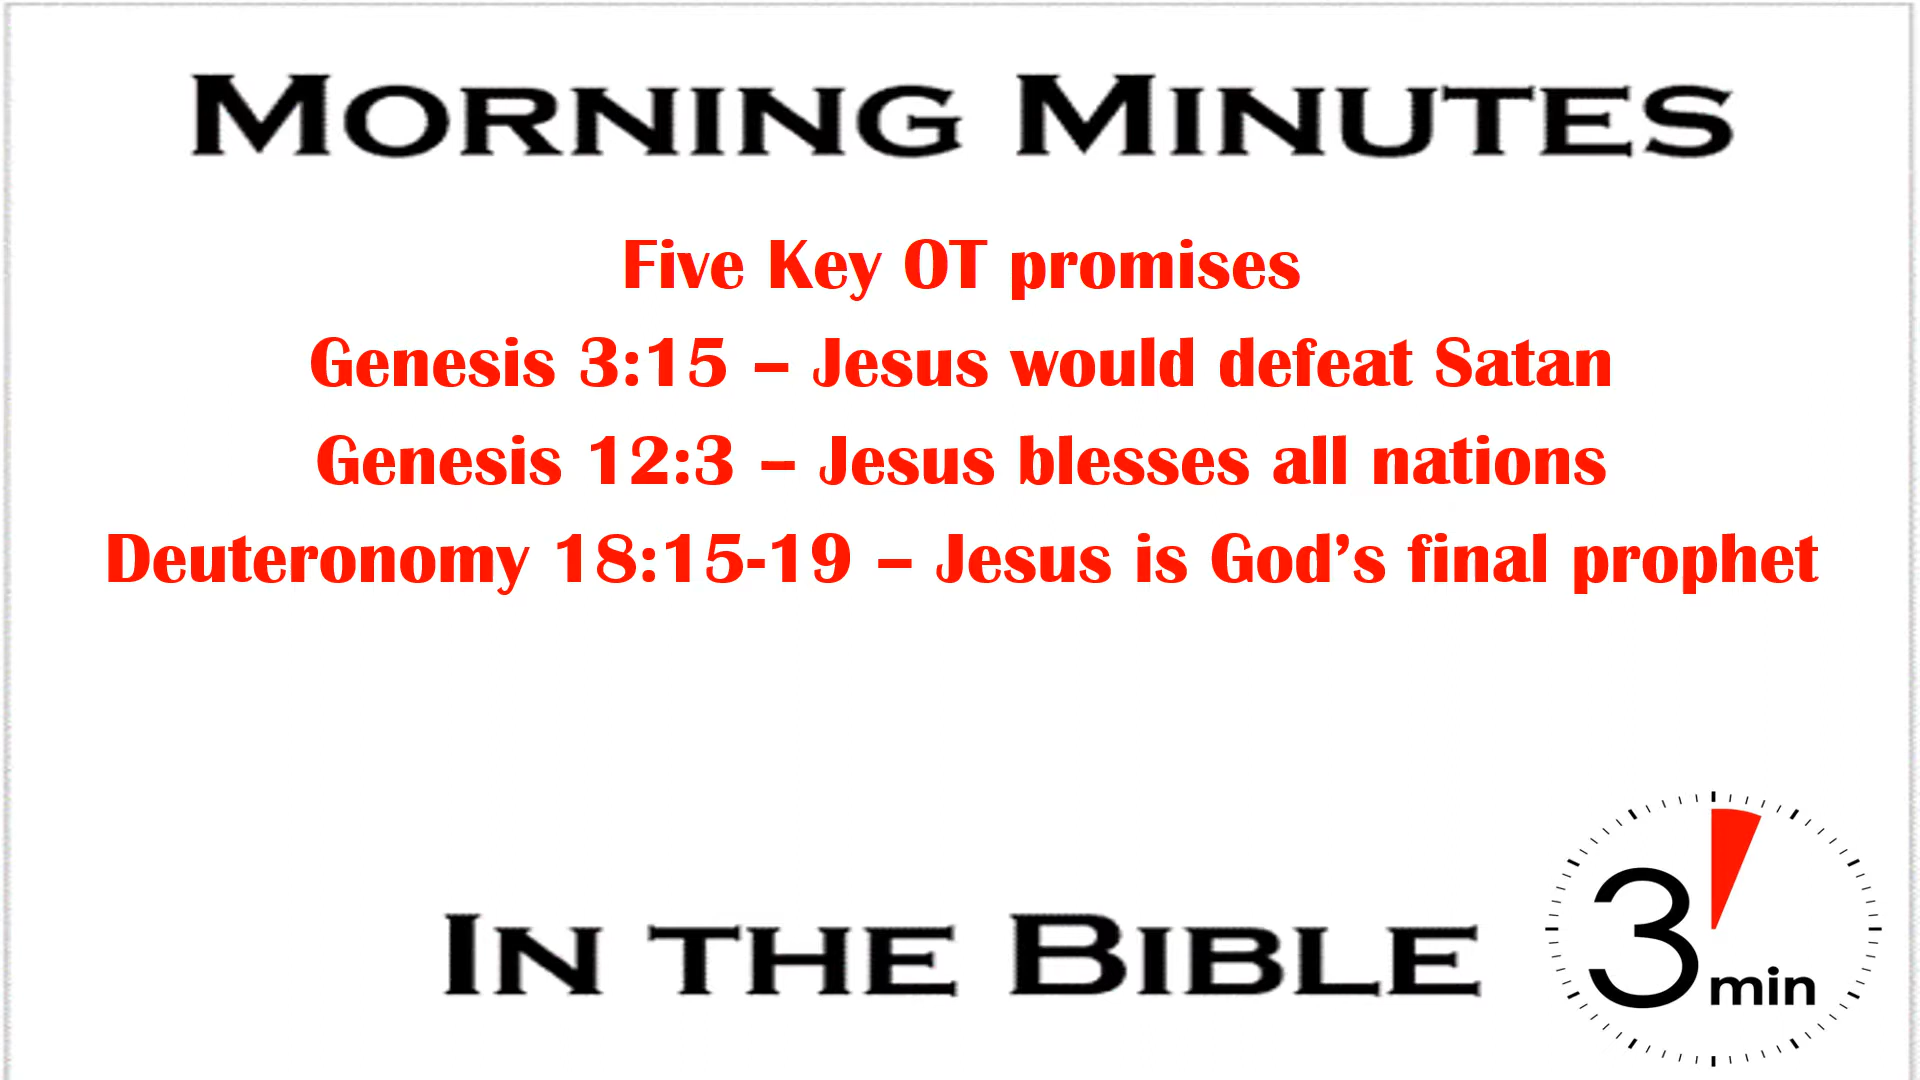 MORNING MINUTES
Five Key OT promises
Genesis 3:15 – Jesus would defeat Satan
Genesis 12:3 – Jesus blesses all nations
Deuteronomy 18:15-19 – Jesus is God’s final prophet
IN THE BIBLE
3 min